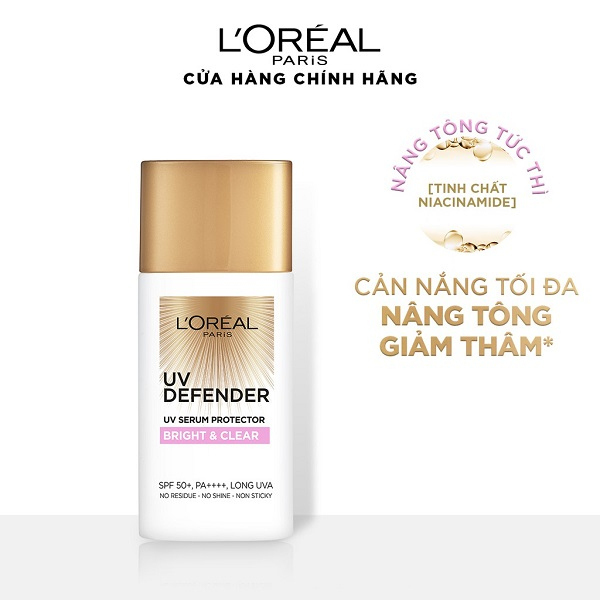 L'ORÉAL
PARiS
CỬA HÀNG CHÍNH HÃNG
NÂNG TÔNG TỨC THÌ
[TINH CHẤT
NIACINAMIDE]
CẢN NẮNG TỐI ĐA
NÂNG TÔNG
GIẢM THÂM*
L'ORÉAL
PARIS
UV
DEFENDER
UV SERUM PROTECTOR
BRIGHT & CLEAR
SPF 50+, PA++++, LONG UVA
NO RESIDUE - NO SHINE - NON STICKY